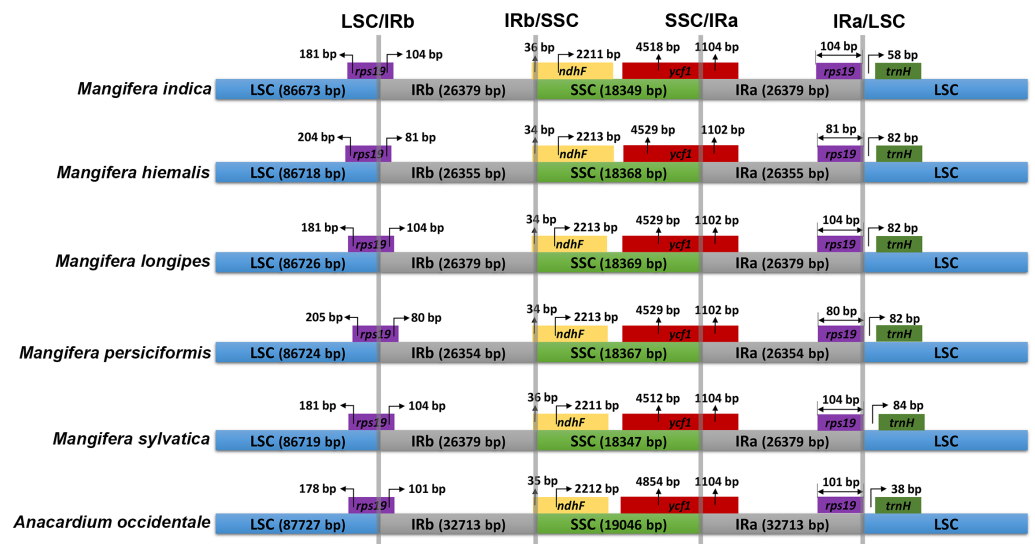 LSC/IRb IRb/SSC SSC/IRa IRa/LSC
181 bp 104 bp 36 bp 2211 bp 4518 bp 1104 bp 104 bp 58 bp
rps19 ndhF ycf1 rps19 trnH
Mangifera indica LSC (86673 bp) IRb (26379 bp) SSC (18349 bp) IRa (26379 bp) LSC
204 bp 81 bp 34 bp 2213 bp 4529 bp 1102 bp 81 bp 82 bp
rps19 ndhF ycf1 rps19 trnH
Mangifera hiemalis LSC (86718 bp) IRb (26355 bp) SSC (18368 bp) IRa (26355 bp) LSC
181 bp 104 bp 34 bp 2213 bp 4529 bp 1102 bp 104 bp 82 bp
rps19 ndhF ycf1 rps19 trnH
Mangifera longipes LSC (86726 bp) IRb (26379 bp) SSC (18369 bp) IRa (26379 bp) LSC
205 bp 80 bp 34 bp 2213 bp 4529 bp 1102 bp 80 bp 82 bp
rps19 ndhF ycf1 rps19 trnH
Mangifera persiciformis LSC (86724 bp) IRb (26354 bp) SSC (18367 bp) IRa (26354 bp) LSC
181 bp 104 bp 36 bp 2211 bp 4512 bp 1104 bp 104 bp 84 bp
rps19 ndhF ycf1 rps19 trnH
Mangifera sylvatica LSC (86719 bp) IRb (26379 bp) SSC (18347 bp) IRa (26379 bp) LSC
178 bp 101 bp 35 bp 2212 bp 4854 bp 1104 bp 101 bp 38 bp
rps19 ndhF ycf1 rps19 trnH
Anacardium occidentale LSC (87727 bp) IRb (32713 bp) SSC (19046 bp) IRa (32713 bp) LSC